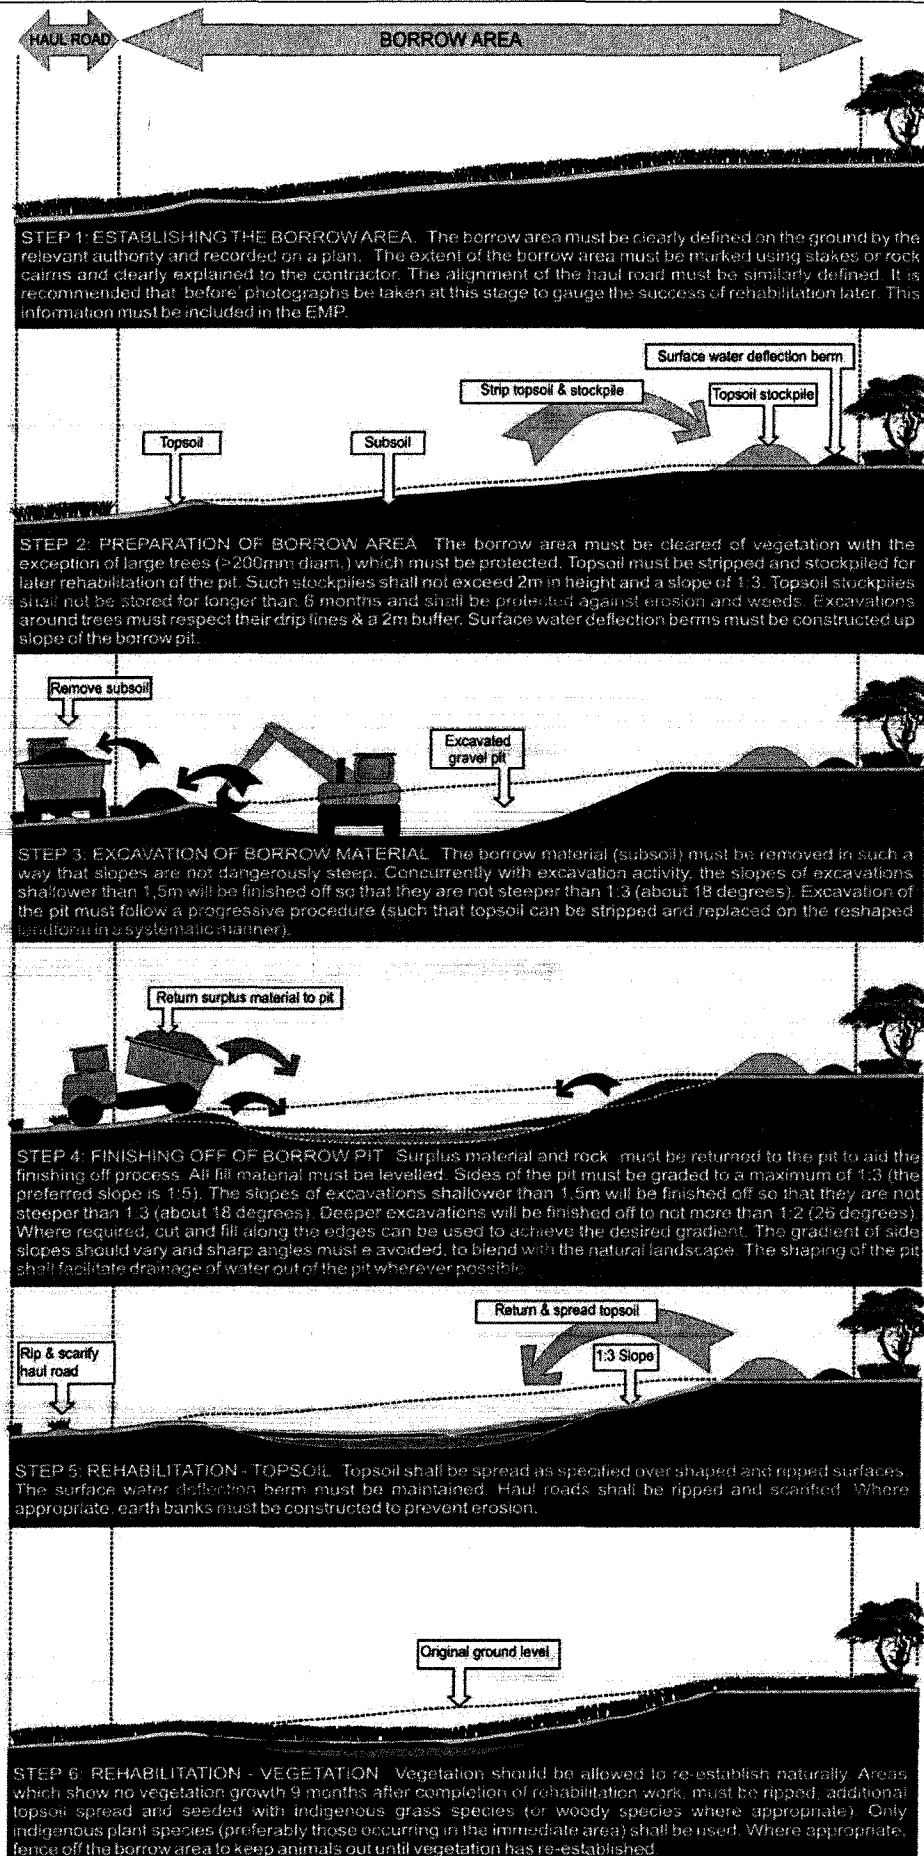 HAUL ROAD
BORROW AREA
STEP 1: ESTABLISHING THE BORROW AREA. The borrow area must be clearly defined on the ground by the
relevant authority and recorded on a plan. The extent of the borrow area must be marked using stakes or rock
cairns and clearly explained to the contractor. The alignment of the haul road must be similarly defined. It is
recommended that 'before' photographs be taken at this stage to gauge the success of rehabilitation later. This
information must be included in the EMP.
Surface water deflection berm
Strip topsoil & stockpile
Topsoil stockpile
Topsoil
Subsoil
STEP 2: PREPARATION OF BORROW AREA The borrow area must be cleared of vegetation with the
exception of large trees (>200mm diam.) which must be protected. Topsoil must be stripped and stockpiled for
later rehabilitation of the pit. Such stockpiles shall not exceed 2m in height and a slope of 1:3. Topsoil stockpiles
shall not be stored for longer than 6 months and shall be protected against erosion and weeds. Excavations
around trees must respect their drip lines & a 2m buffer. Surface water deflection berms must be constructed up
slope of the borrow pit.
Remove subsoil
Excavated
gravel pit
STEP 3: EXCAVATION OF BORROW MATERIAL The borrow material (subsoil) must be removed in such a
way that slopes are not dangerously steep. Concurrently with excavation activity, the slopes of excavations
shallower than 1,5m will be finished off so that they are not steeper than 1:3 (about 18 degrees). Excavation of
the pit must follow a progressive procedure (such that topsoil can be stripped and replaced on the reshaped
landform in a systematic manner).
Return surplus material to pit
STEP 4: FINISHING OFF OF BORROW PIT Surplus material and rock must be returned to the pit to aid the
finishing off process. All fill material must be levelled. Sides of the pit must be graded to a maximum of 1:3 (the
preferred slope is 1:5). The slopes of excavations shallower than 1,5m will be finished off so that they are not
steeper than 1:3 (about 18 degrees). Deeper excavations will be finished off to not more than 1:2 (26 degrees).
Where required, cut and fill along the edges can be used to achieve the desired gradient. The gradient of side
slopes should vary and sharp angles must e avoided, to blend with the natural landscape. The shaping of the pit
shall facilitate drainage of water out of the pit wherever possible.
Return & spread topsoil
Rip & scarify
haul road
1:3 Slope
STEP 5: REHABILITATION - TOPSOIL Topsoil shall be spread as specified over shaped and ripped surfaces.
The surface water deflection berm must be maintained. Haul roads shall be ripped and scarified. Where
appropriate, earth banks must be constructed to prevent erosion.
Original ground level
STEP 6: REHABILITATION - VEGETATION Vegetation should be allowed to re-establish naturally. Areas
which show no vegetation growth 9 months after completion of rehabilitation work, must be ripped, additional
topsoil spread and seeded with indigenous grass species (or woody species where appropriate). Only
indigenous plant species (preferably those occurring in the immediate area) shall be used. Where appropriate,
fence off the borrow area to keep animals out until vegetation has re-established.